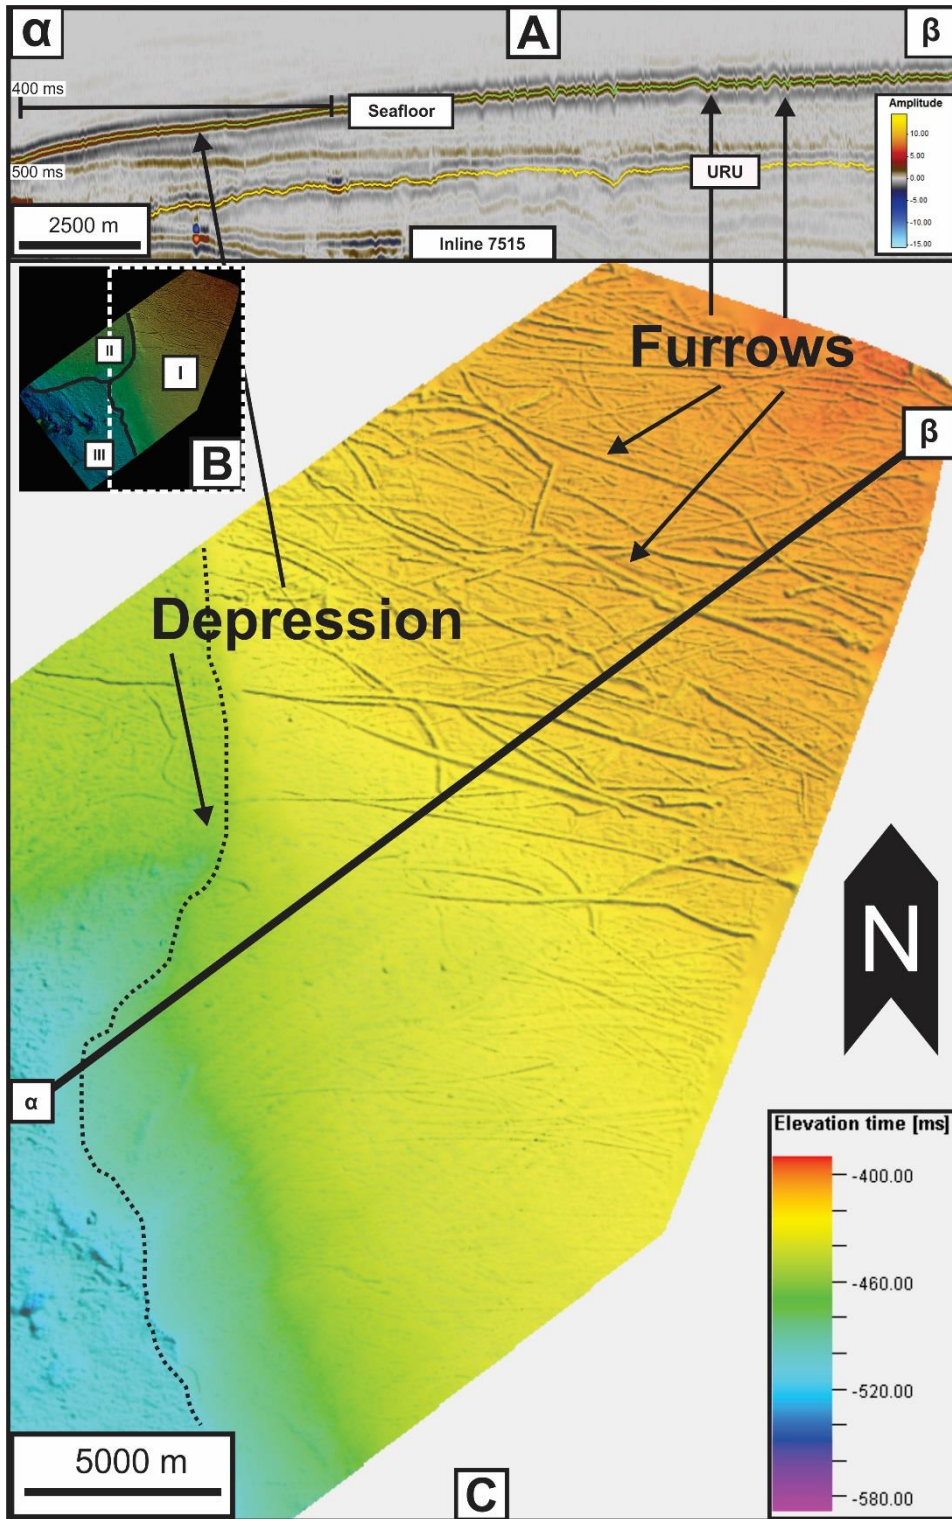 α
A
β
400 ms
Seafloor
Amplitude
10.00
5.00
0.00
-5.00
-10.00
-15.00
500 ms
URU
2500 m
Inline 7515
II
I
III
B
Furrows
β
Depression
N
α
Elevation time [ms]
-400.00
-460.00
-520.00
-580.00
5000 m
C